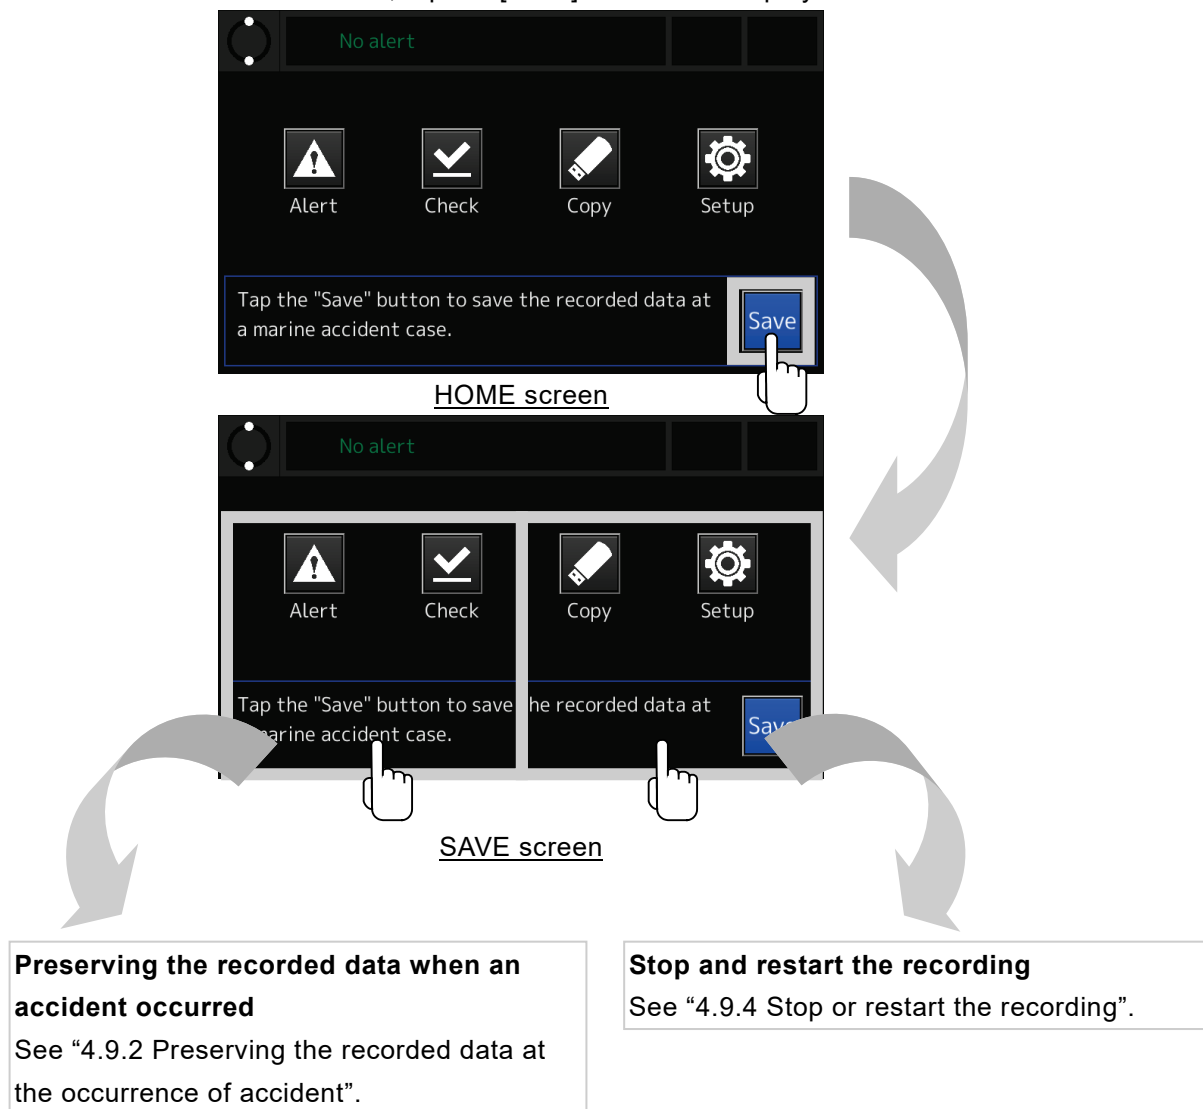 No alert
Alert Check Copy Setup
Tap the "Save" button to save the recorded data at
a marine accident case.
Save
HOME screen
No alert
Alert Check Copy Setup
Tap the "Save" button to save he recorded data at
arine accident case.
Save
SAVE screen
Preserving the recorded data when an
accident occurred
See “4.9.2 Preserving the recorded data at
the occurrence of accident”.
Stop and restart the recording
See “4.9.4 Stop or restart the recording”.